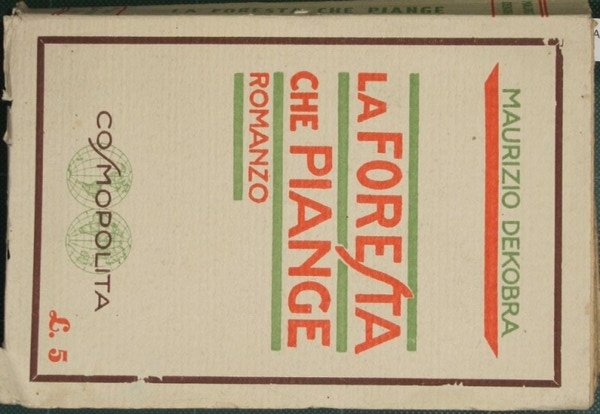 LA FORESTA CHE PIANGE
MAURIZIO DEKOBRA
LA FORESTA
CHE PIANGE
ROMANZO
COSMOPOLITA
£. 5